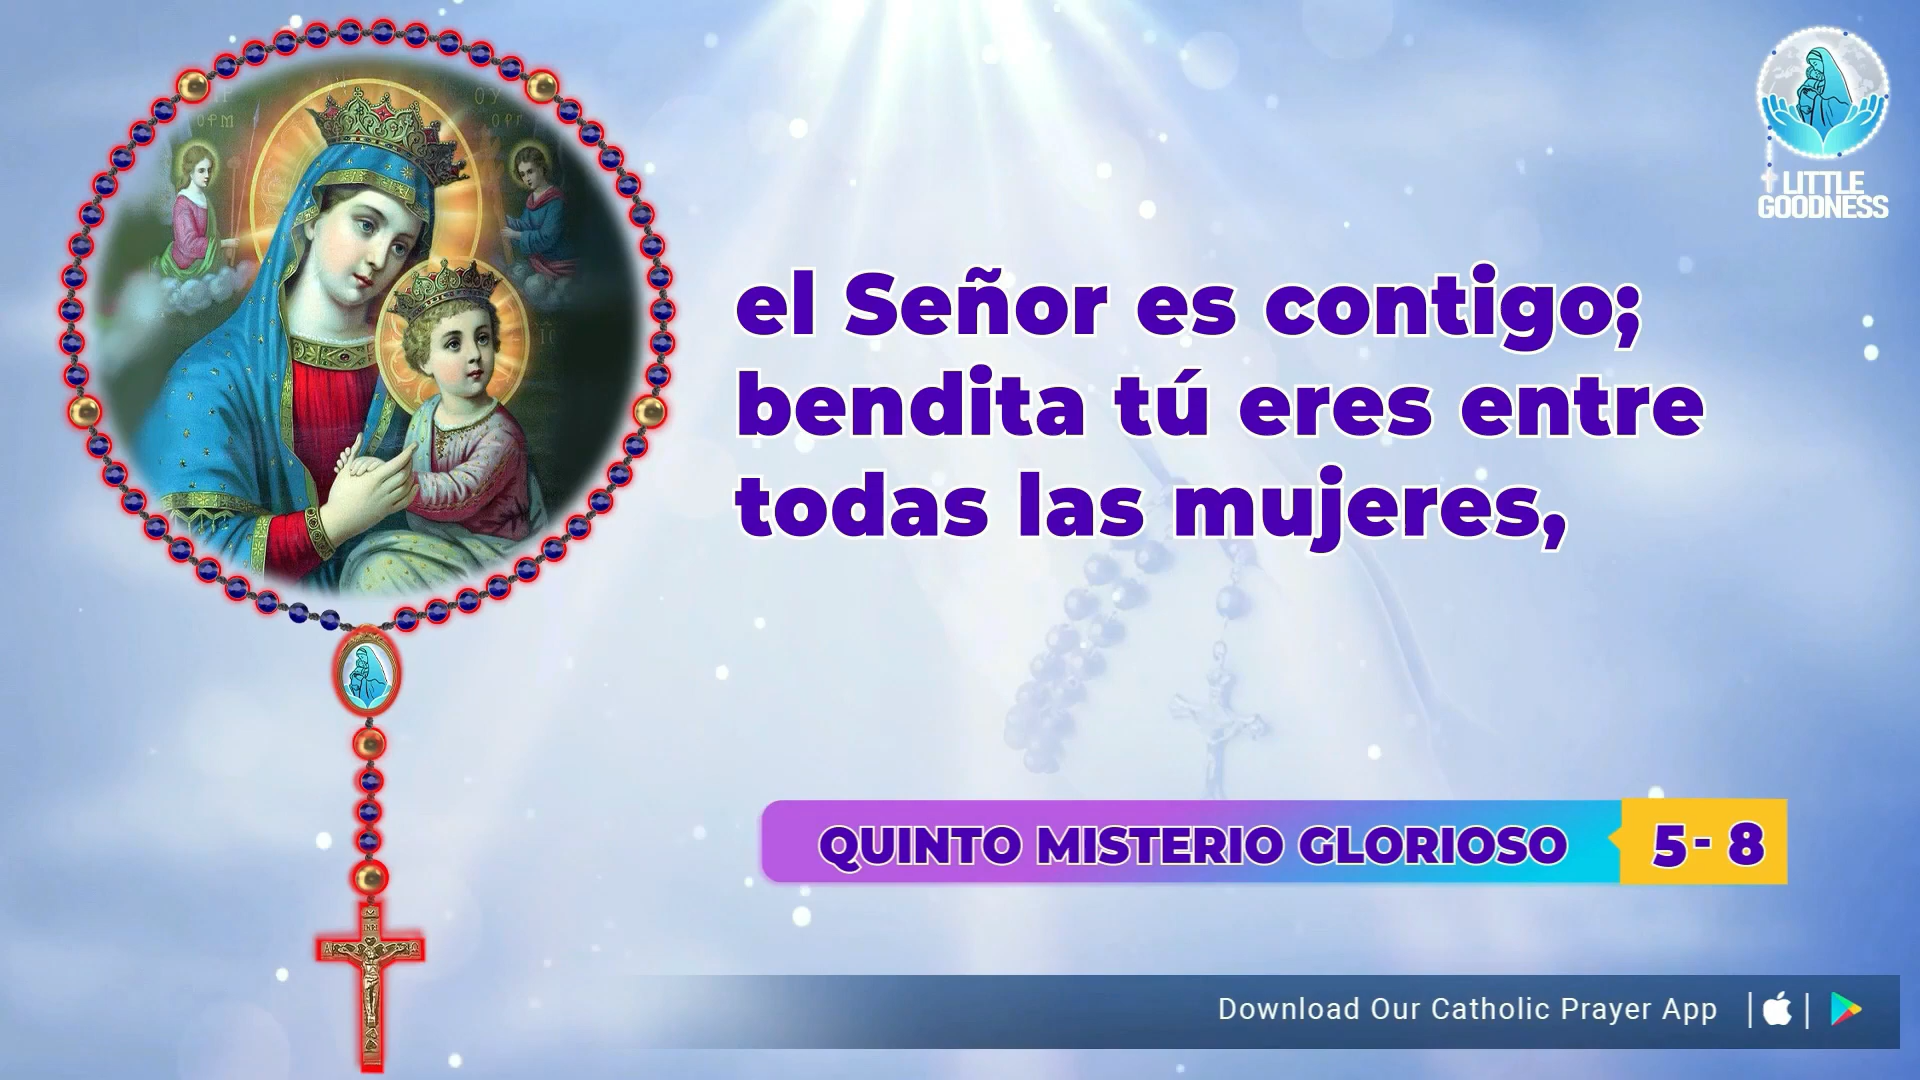 LITTLE
GOODNESS
el Señor es contigo;
bendita tú eres entre
todas las mujeres,
QUINTO MISTERIO GLORIOSO 5- 8
INRI
Download Our Catholic Prayer App